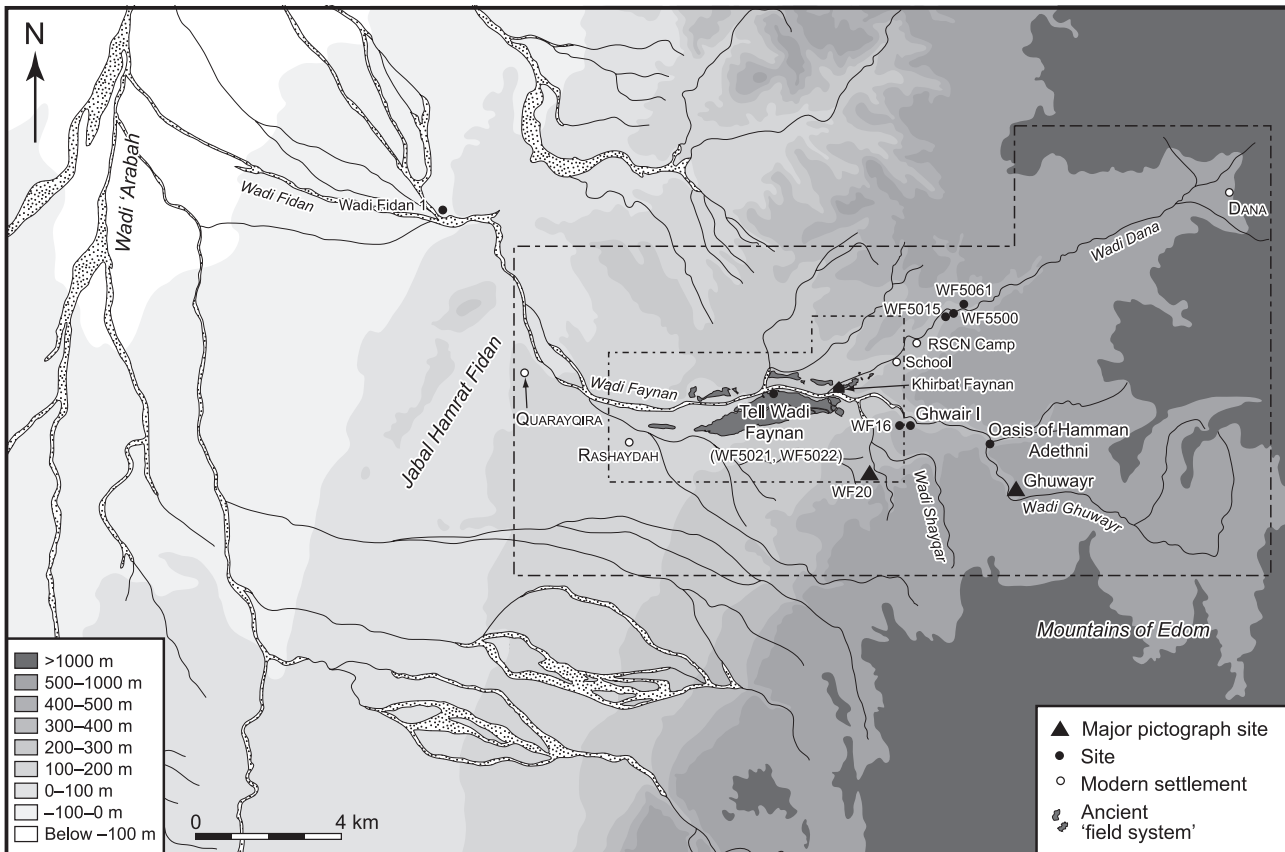 N
Wadi 'Arabah
Wadi Fidan
Wadi Fidan 1
Jabal Hamrat Fidan
QUARAYQIRA
RASHAYDAH
Wadi Faynan
Tell Wadi
Faynan
(WF5021, WF5022)
WF5061
WF5015
WF5500
RSCN Camp
School
Khirbat Faynan
WF16
Ghwair I
WF20
Wadi Shayqar
Oasis of Hamman
Adethni
Ghuwayr
Wadi Ghuwayr
Wadi Dana
DANA
Mountains of Edom
>1000 m
500–1000 m
400–500 m
300–400 m
200–300 m
100–200 m
0–100 m
–100–0 m
Below –100 m
0 4 km
Major pictograph site
Site
Modern settlement
Ancient
'field system'